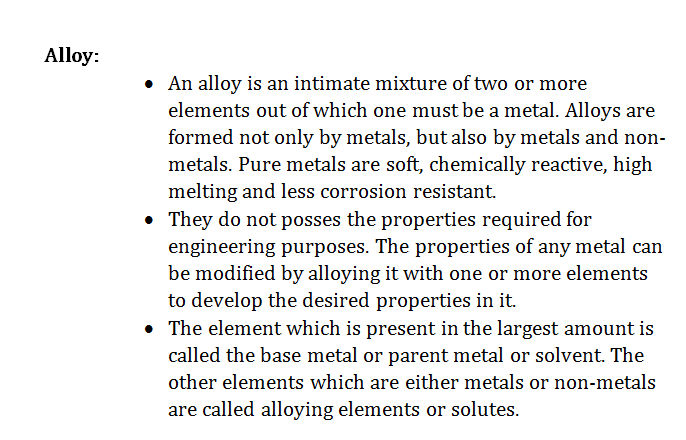 Alloy:
• An alloy is an intimate mixture of two or more
elements out of which one must be a metal. Alloys are
formed not only by metals, but also by metals and non-
metals. Pure metals are soft, chemically reactive, high
melting and less corrosion resistant.
• They do not posses the properties required for
engineering purposes. The properties of any metal can
be modified by alloying it with one or more elements
to develop the desired properties in it.
• The element which is present in the largest amount is
called the base metal or parent metal or solvent. The
other elements which are either metals or non-metals
are called alloying elements or solutes.